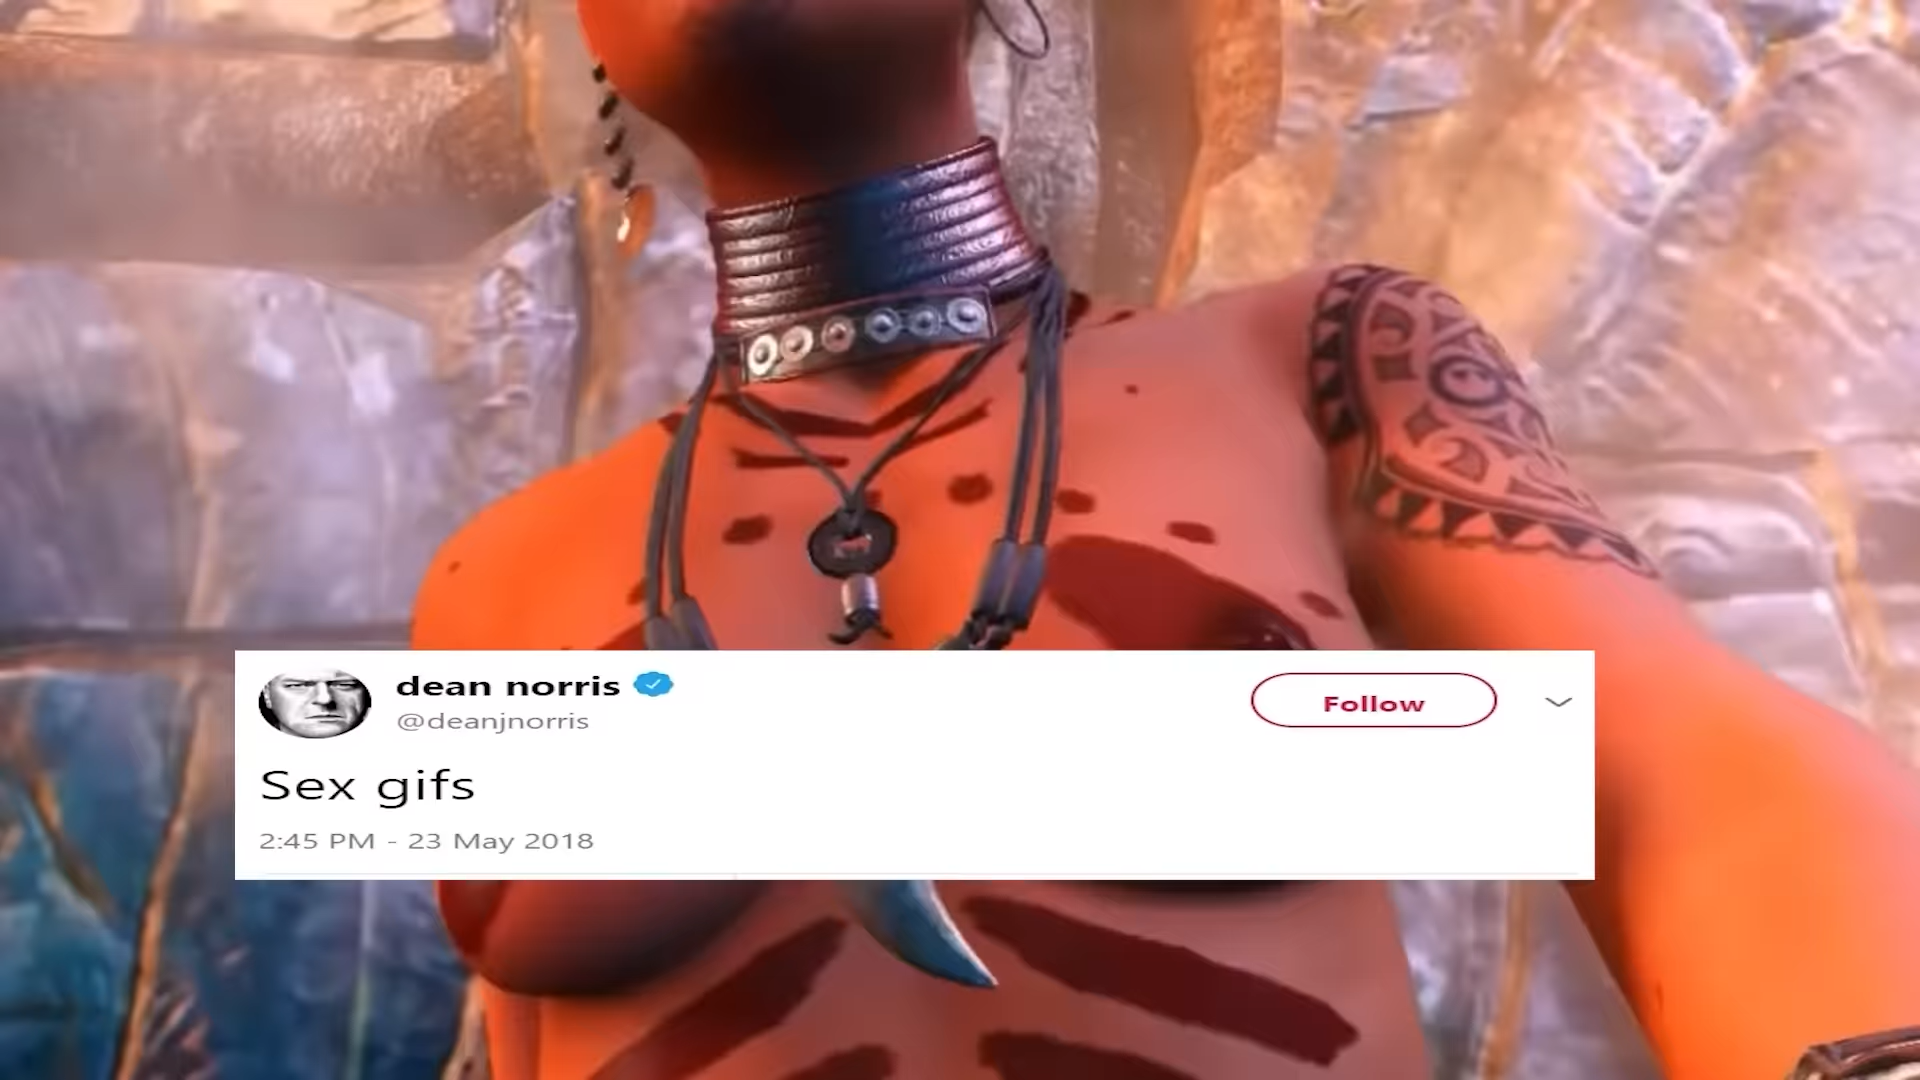 dean norris
@deanjnorris
Follow
Sex gifs
2:45 PM - 23 May 2018